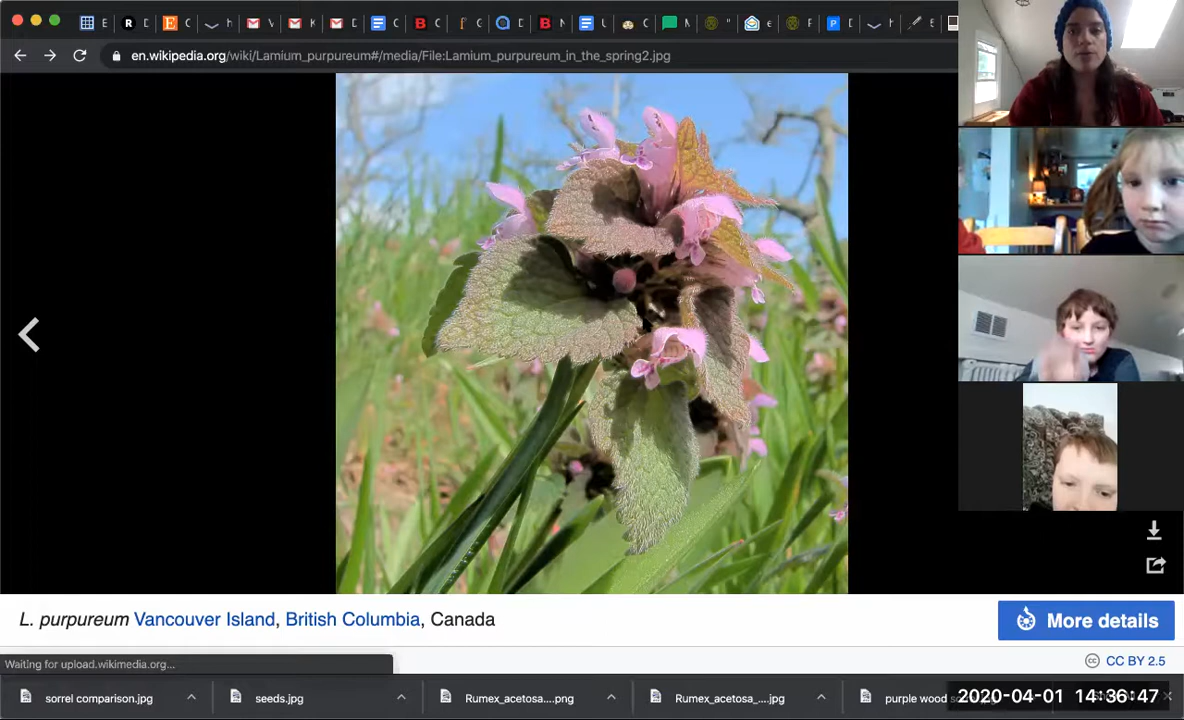 E D E h V K D C B C f C D B M L C M " e P D h E
en.wikipedia.org/wiki/Lamium_purpureum#/media/File:Lamium_purpureum_in_the_spring2.jpg
L. purpureum Vancouver Island, British Columbia, Canada
More details
CC BY 2.5
Waiting for upload.wikimedia.org...
sorrel comparison.jpg
seeds.jpg
Rumex_acetosa....png
Rumex_acetosa_....jpg
purple wood
2020-04-01 14:36:47